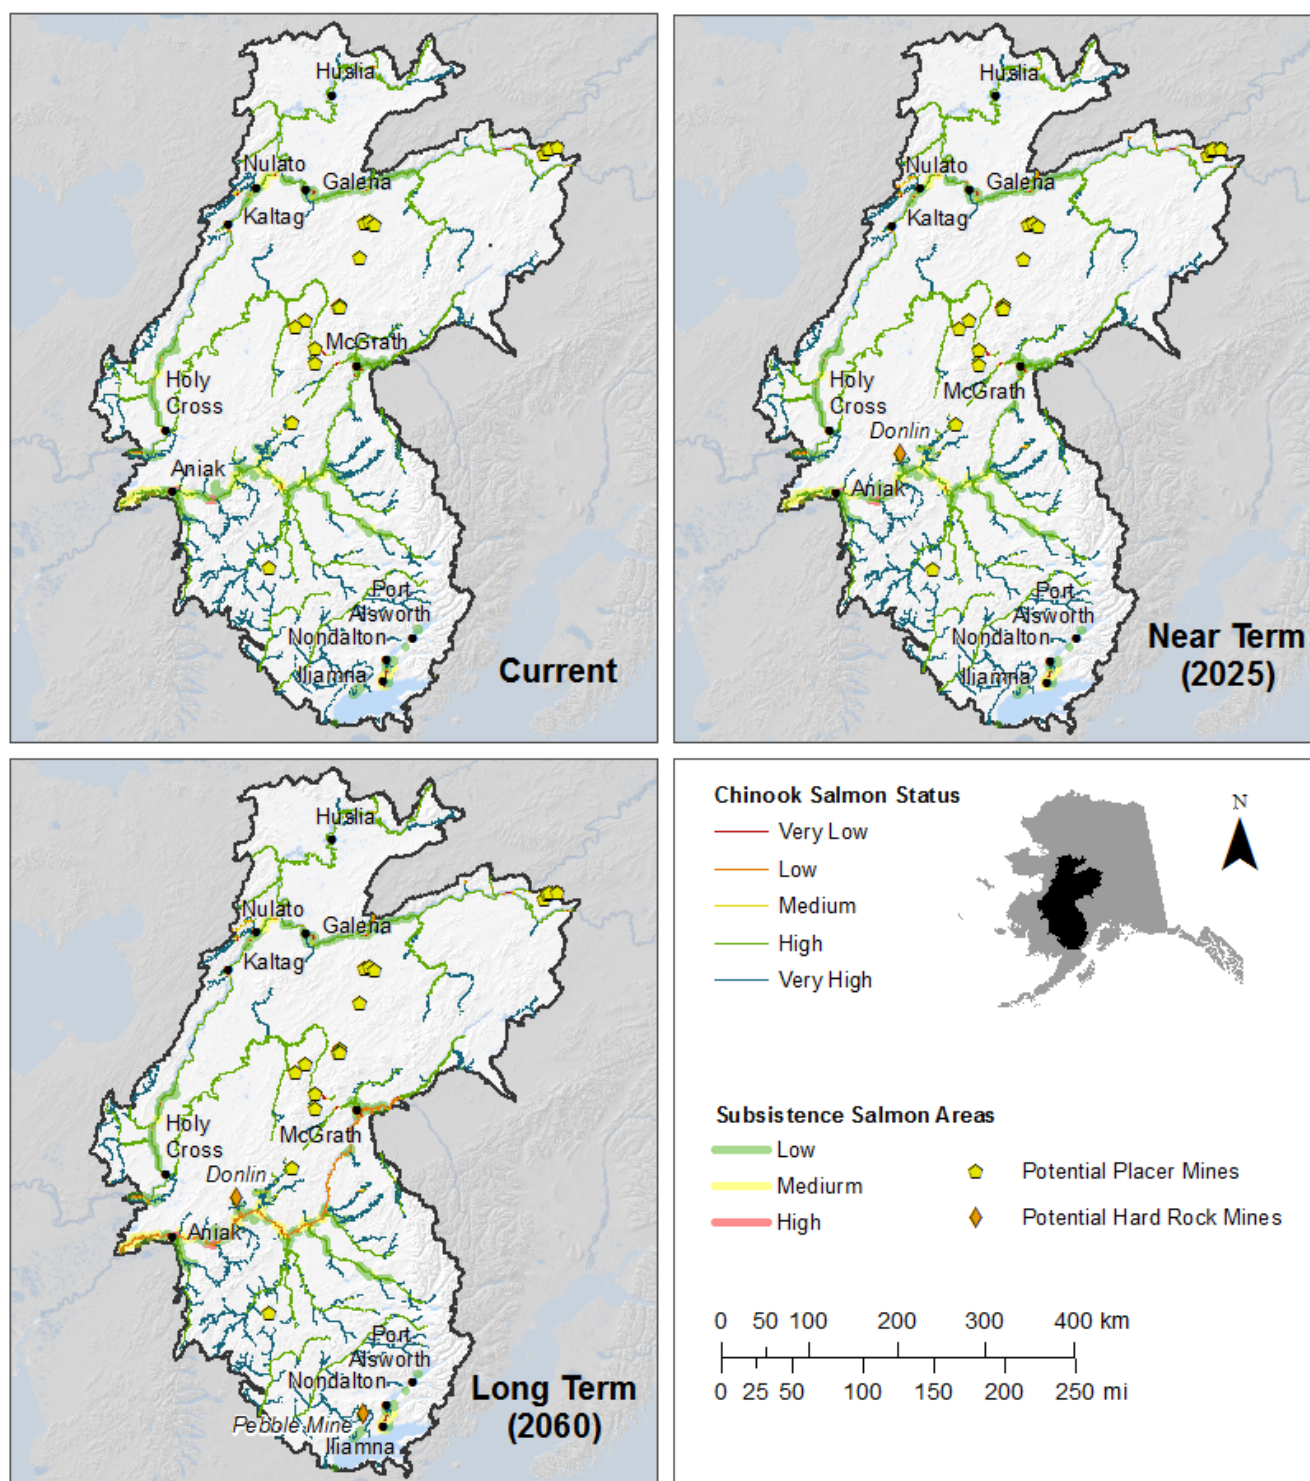 Huslia
Nulato
Galena
Kaltag
McGrath
Holy
Cross
Aniak
Port
Alsworth
Nondalton
Iliamna
Current
Huslia
Nulato
Galena
Kaltag
McGrath
Holy
Cross
Donlin
Aniak
Port
Alsworth
Nondalton
Iliamna
Near Term
(2025)
Huslia
Nulato
Galena
Kaltag
McGrath
Holy
Cross
Donlin
Aniak
Port
Alsworth
Nondalton
Pebble Mine
Iliamna
Long Term
(2060)
Chinook Salmon Status
Very Low
Low
Medium
High
Very High
N
Subsistence Salmon Areas
Low
Mediurm
High
Potential Placer Mines
Potential Hard Rock Mines
0 50 100 200 300 400 km
0 25 50 100 150 200 250 mi